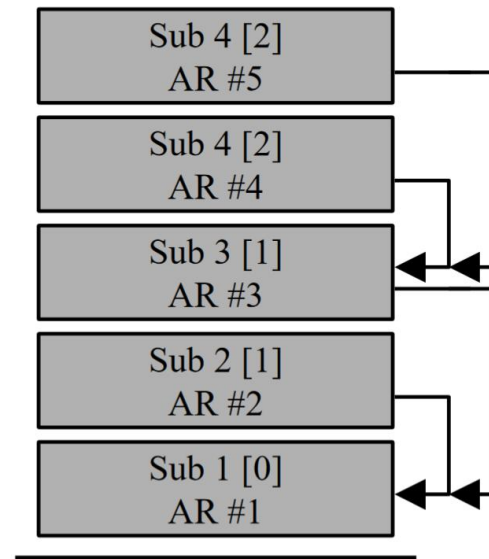 Sub 4 [2]
AR #5
Sub 4 [2]
AR #4
Sub 3 [1]
AR #3
Sub 2 [1]
AR #2
Sub 1 [0]
AR #1